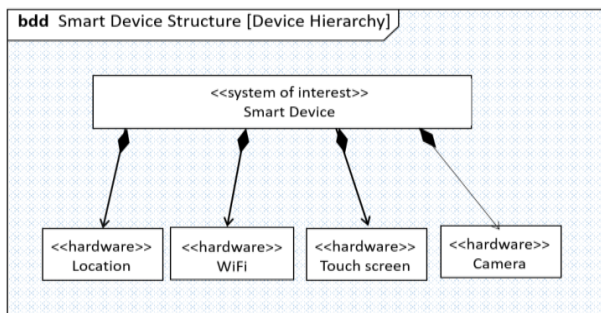 bdd Smart Device Structure [Device Hierarchy]
<<system of interest>>
Smart Device
<<hardware>>
Location
<<hardware>>
WiFi
<<hardware>>
Touch screen
<<hardware>>
Camera